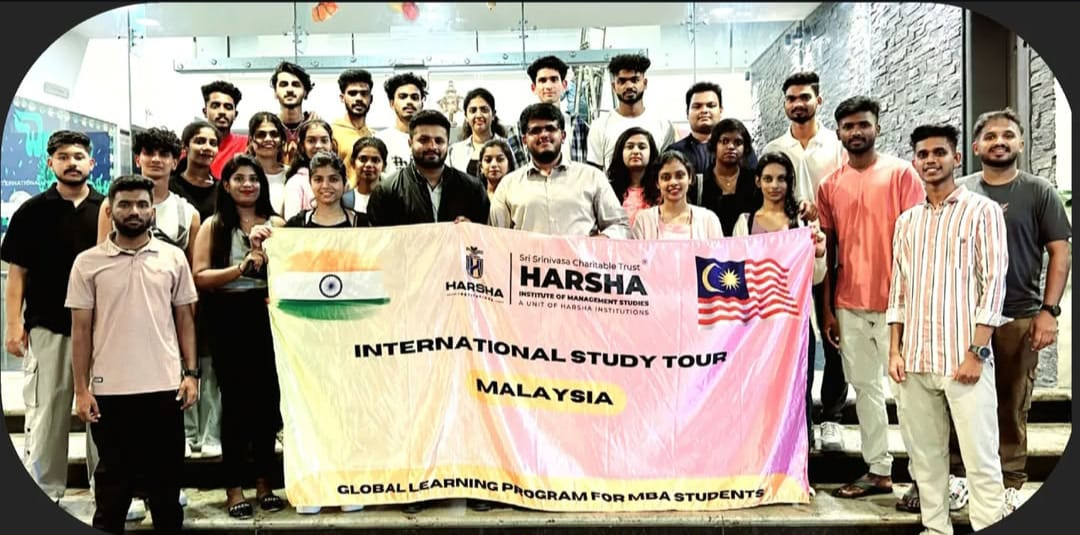 Sri Srinivasa Charitable Trust®
HARSHA
INSTITUTIONS
HARSHA
INSTITUTE OF MANAGEMENT STUDIES
A UNIT OF HARSHA INSTITUTIONS
INTERNATIONAL STUDY TOUR
MALAYSIA
GLOBAL LEARNING PROGRAM FOR MBA STUDENTS